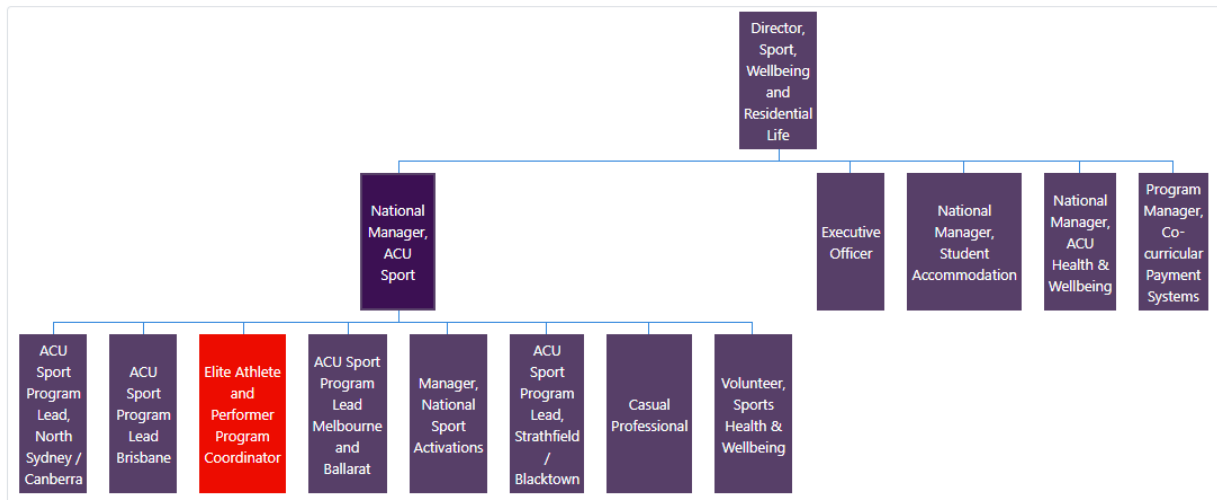 Director,
Sport,
Wellbeing
and
Residential
Life
National
Manager,
ACU
Sport
Executive
Officer
National
Manager,
Student
Accommodation
National
Manager,
ACU
Health &
Wellbeing
Program
Manager,
Co-
curricular
Payment
Systems
ACU
Sport
Program
Lead,
North
Sydney /
Canberra
ACU
Sport
Program
Lead
Brisbane
Elite Athlete
and
Performer
Program
Coordinator
ACU Sport
Program
Lead
Melbourne
and
Ballarat
Manager,
National
Sport
Activations
ACU
Sport
Program
Lead,
Strathfield
/
Blacktown
Casual
Professional
Volunteer,
Sports
Health &
Wellbeing